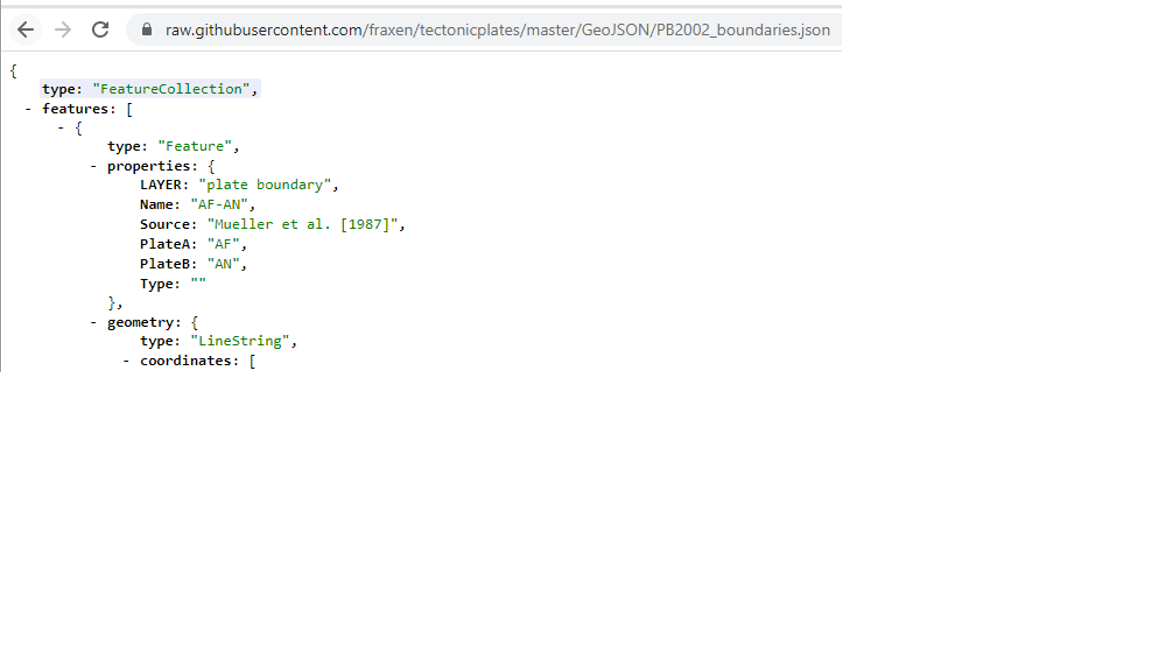 raw.githubusercontent.com/fraxen/tectonicplates/master/GeoJSON/PB2002_boundaries.json
{
type: "FeatureCollection",
- features: [
- {
type: "Feature",
- properties: {
LAYER: "plate boundary",
Name: "AF-AN",
Source: "Mueller et al. [1987]",
PlateA: "AF",
PlateB: "AN",
Type: ""
},
- geometry: {
type: "LineString",
- coordinates: [